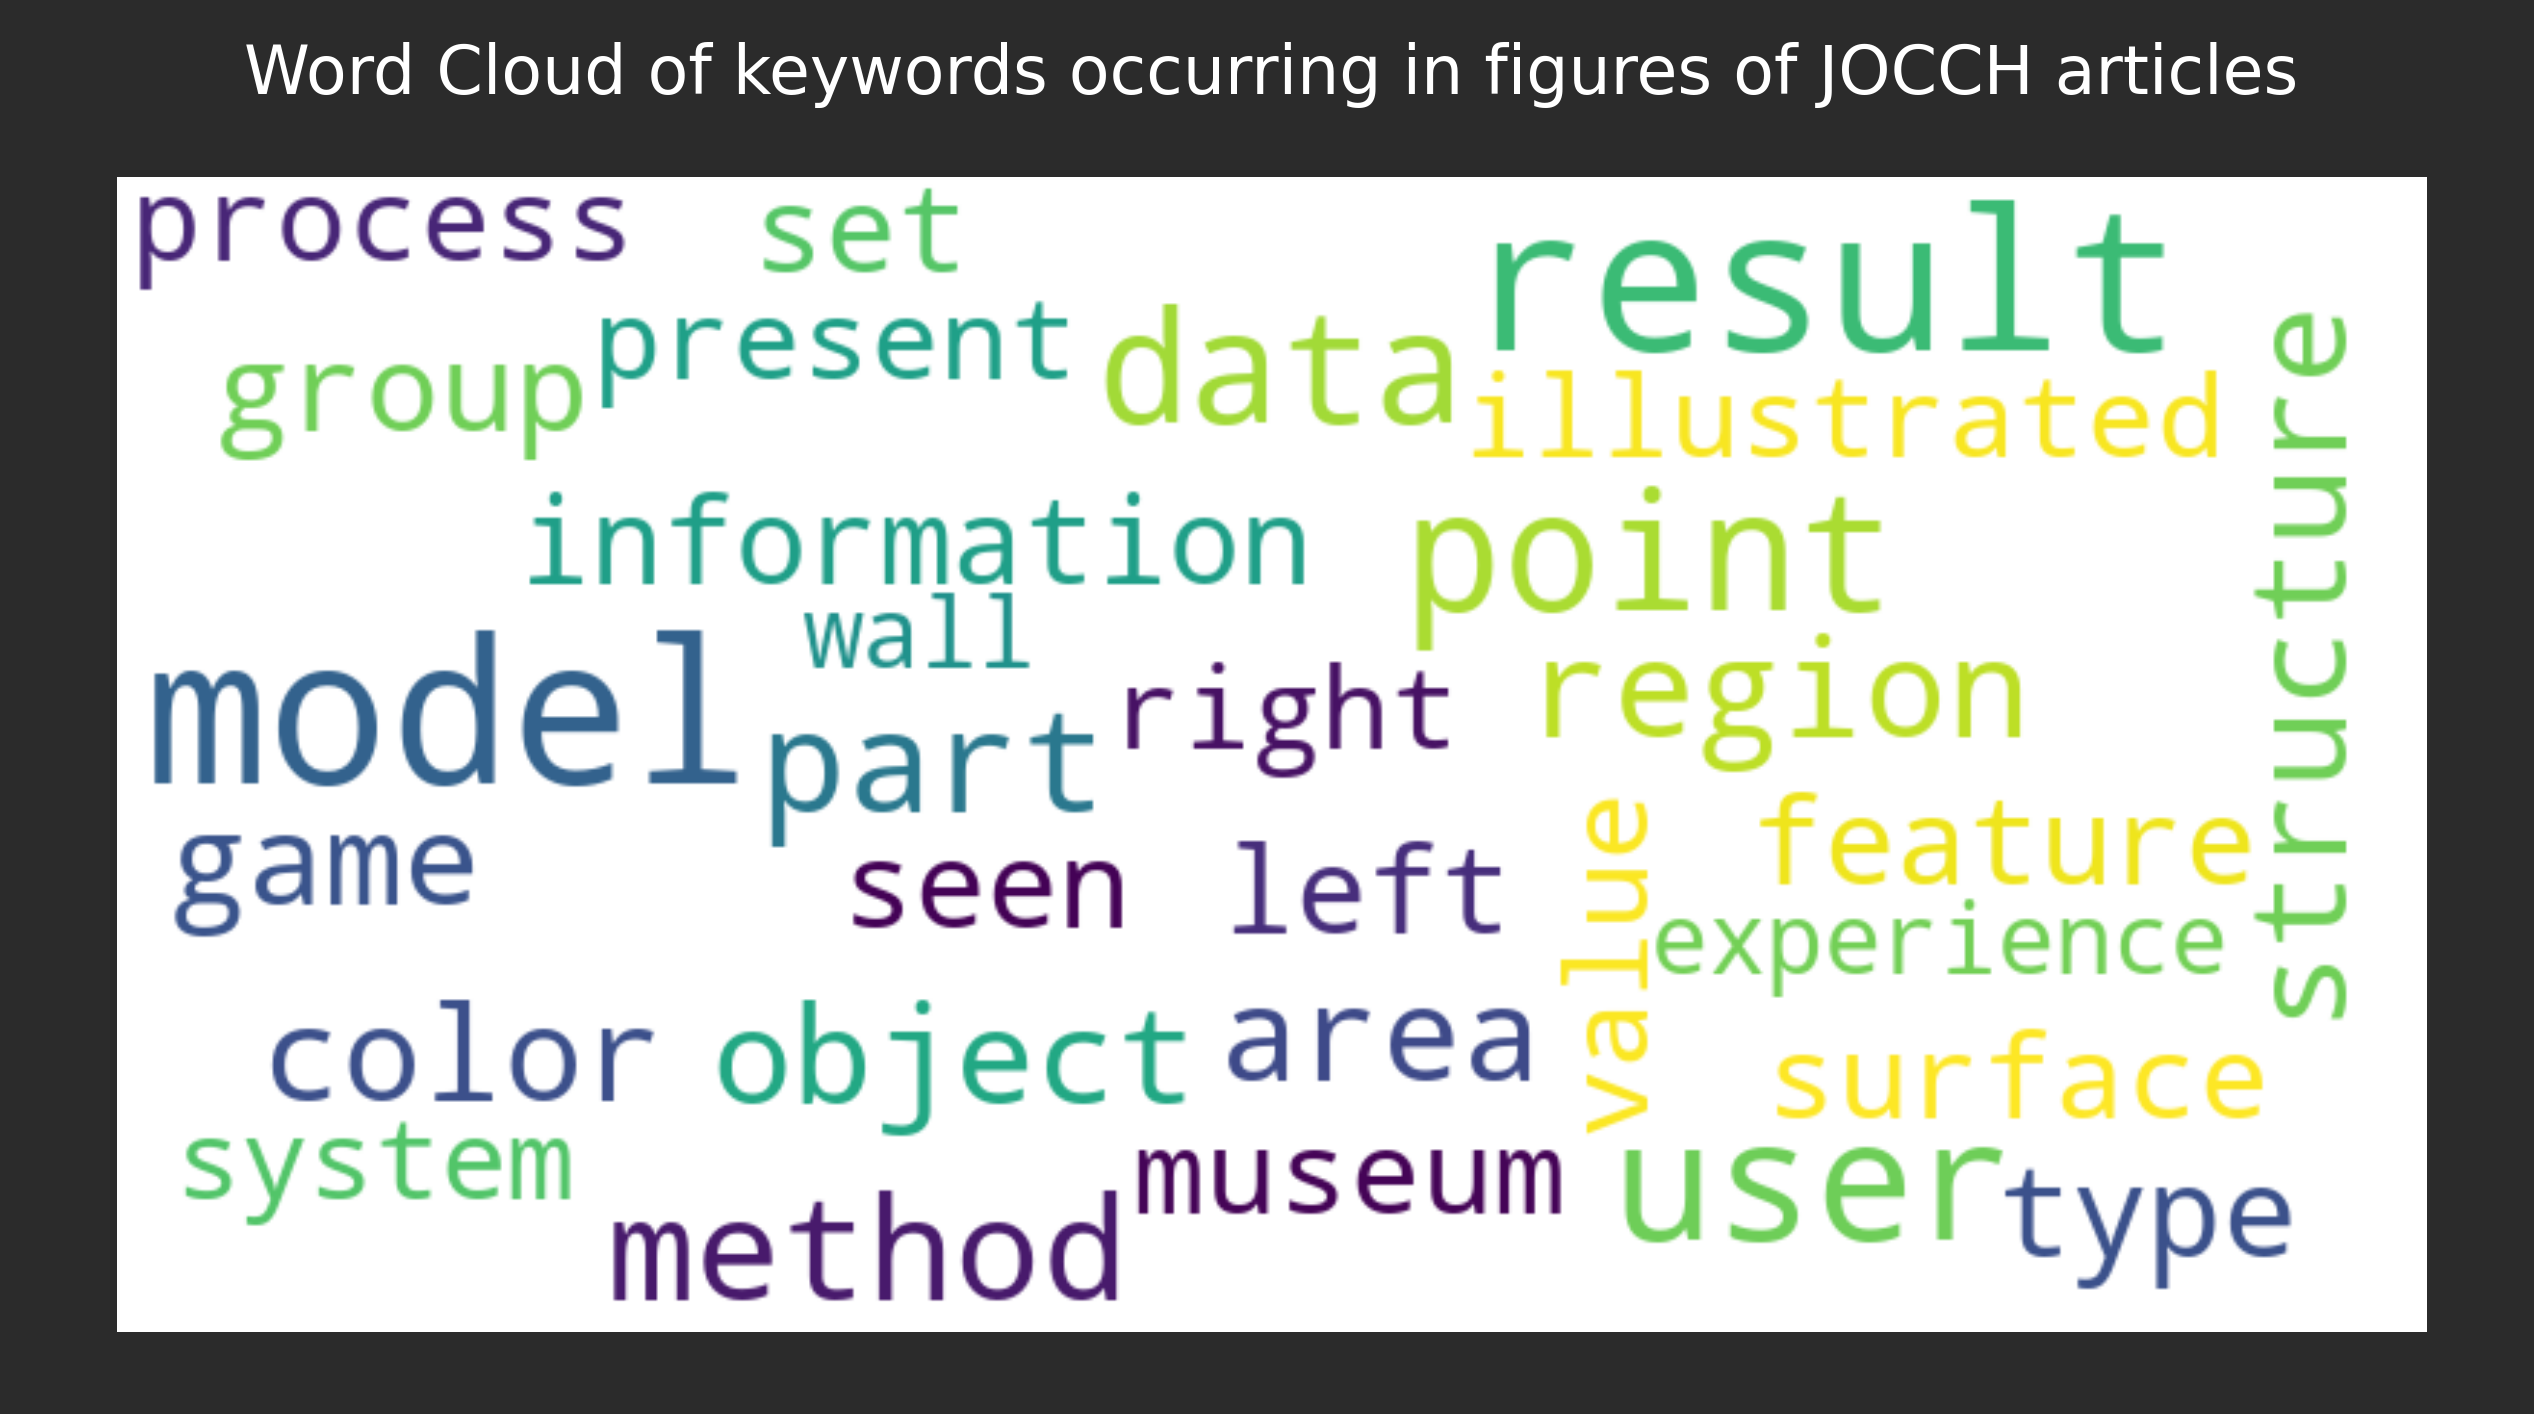 Word Cloud of keywords occurring in figures of JOCCH articles
process set result
group present data illustrated
structure
information point
wall
model part right region
game seen left value feature
experience
color object area surface
system museum user type
method